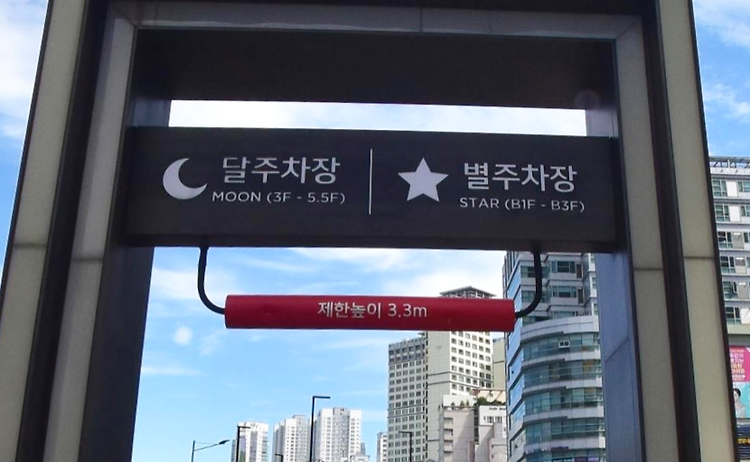 달주차장
MOON (3F - 5.5F)
별주차장
STAR (B1F - B3F)
제한높이 3.3m